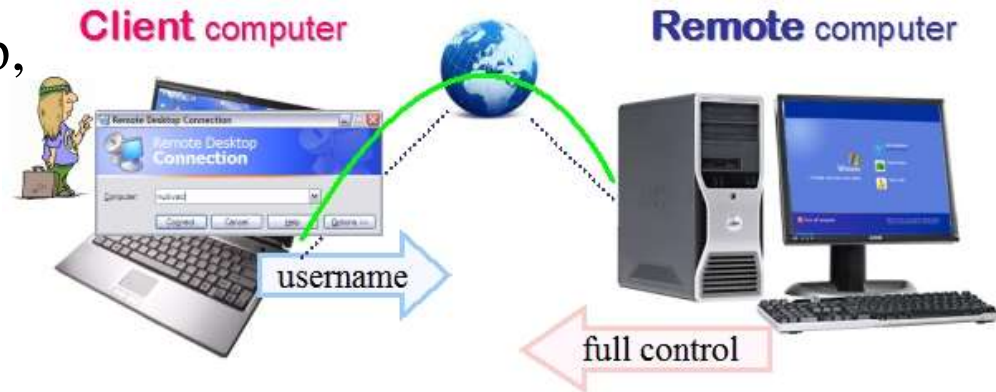 Client computer
Remote computer
o,
Remote Desktop Connection
Remote Desktop
Connection
Computer:
Connect Cancel Help Options >>
username
full control